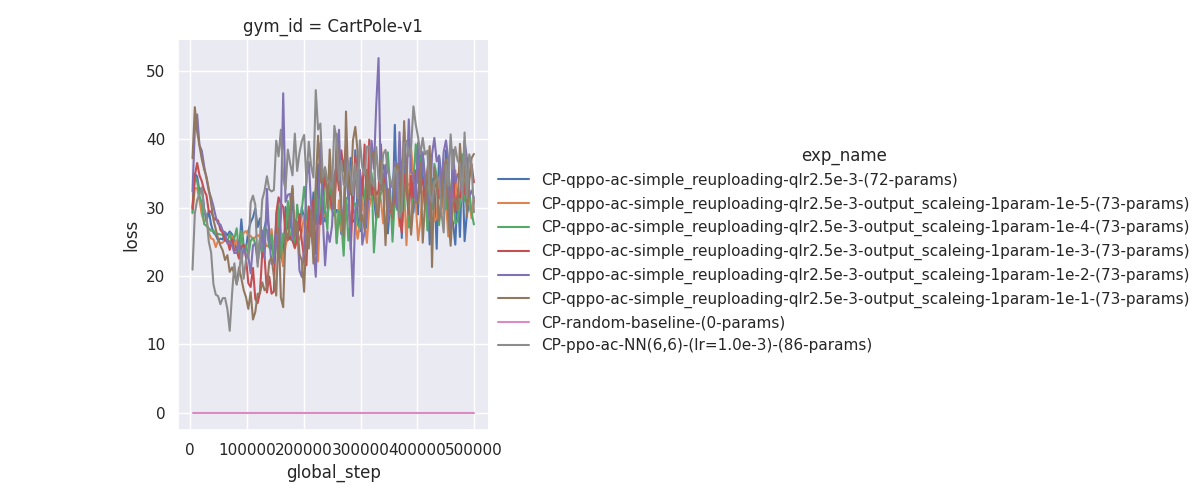 gym_id = CartPole-v1
50
40
30
20
10
0
loss
0 100000 200000 300000 400000 500000
global_step
exp_name
CP-qppo-ac-simple_reuploading-qlr2.5e-3-(72-params)
CP-qppo-ac-simple_reuploading-qlr2.5e-3-output_scaleing-1param-1e-5-(73-params)
CP-qppo-ac-simple_reuploading-qlr2.5e-3-output_scaleing-1param-1e-4-(73-params)
CP-qppo-ac-simple_reuploading-qlr2.5e-3-output_scaleing-1param-1e-3-(73-params)
CP-qppo-ac-simple_reuploading-qlr2.5e-3-output_scaleing-1param-1e-2-(73-params)
CP-qppo-ac-simple_reuploading-qlr2.5e-3-output_scaleing-1param-1e-1-(73-params)
CP-random-baseline-(0-params)
CP-ppo-ac-NN(6,6)-(lr=1.0e-3)-(86-params)